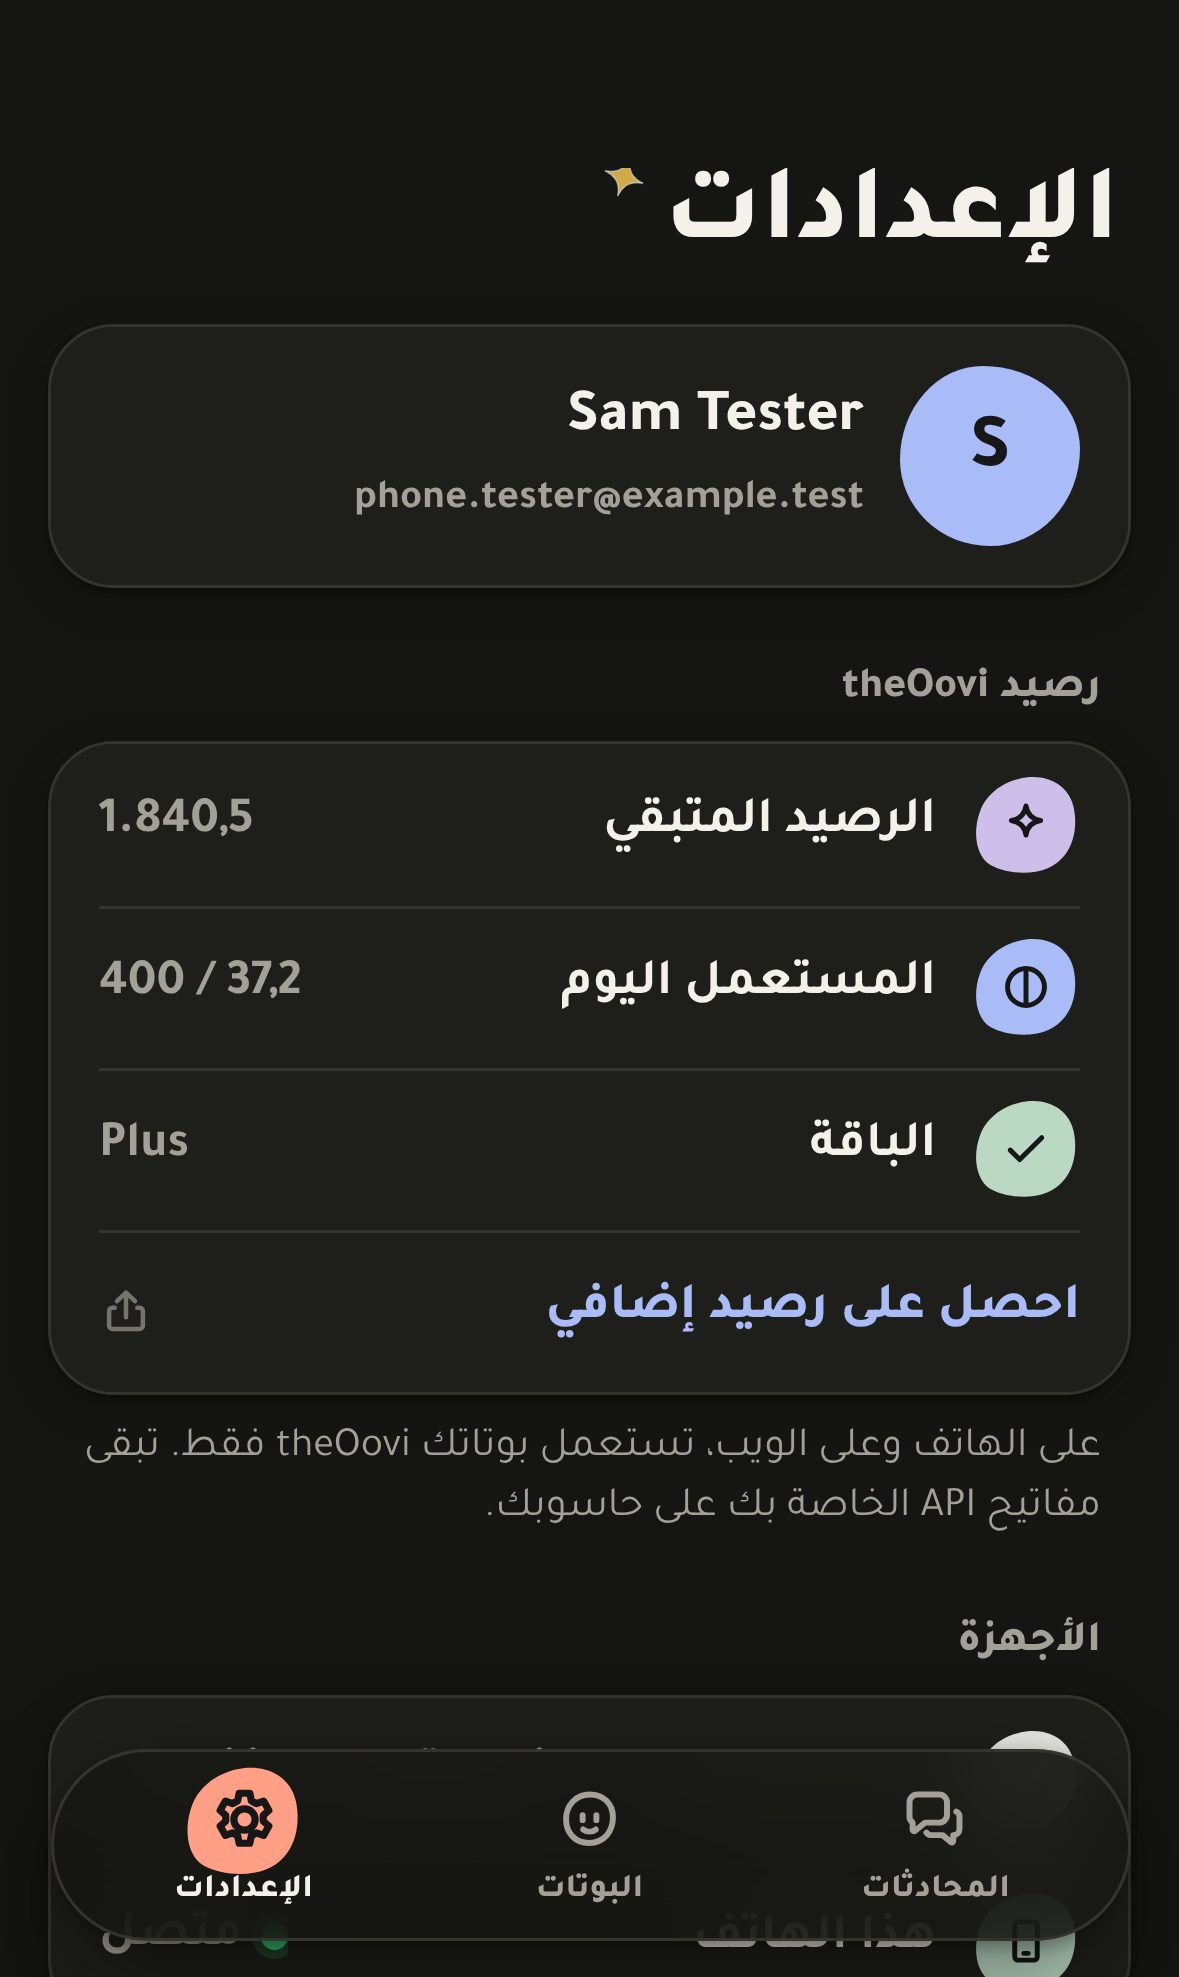 الإعدادات
S
Sam Tester
phone.tester@example.test
رصيد theOovi
الرصيد المتبقي 1.840,5
المستعمل اليوم 37,2 / 400
الباقة Plus
احصل على رصيد إضافي
على الهاتف وعلى الويب، تستعمل بوتاتك theOovi فقط. تبقى
مفاتيح API الخاصة بك على حاسوبك.
الأجهزة
المحادثات البوتات الإعدادات
هذا الهاتف متصل